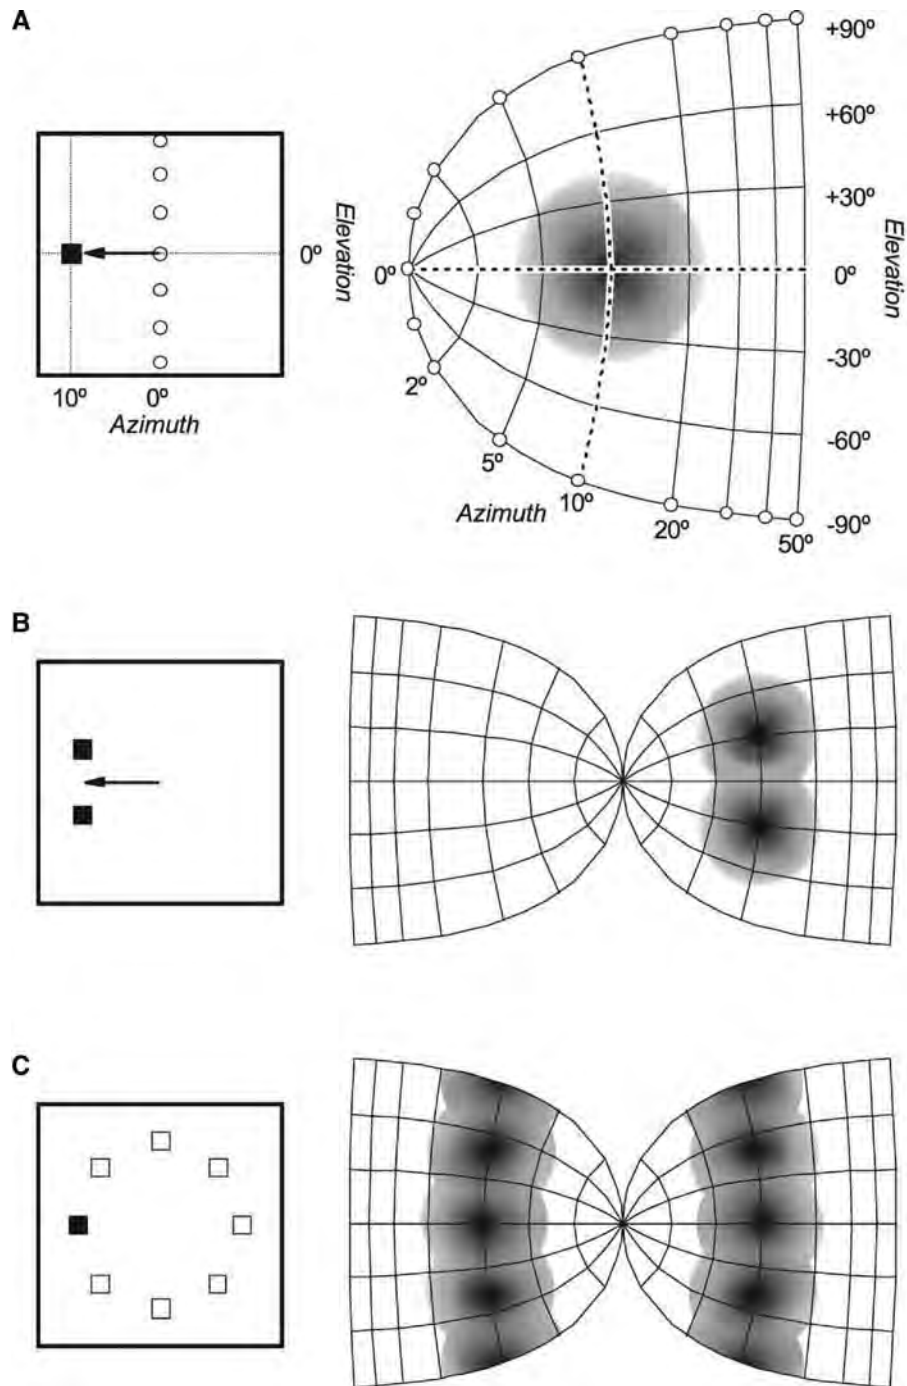 A
+90º
+60º
+30º
0º
-30º
-60º
-90º
Elevation
0º
Elevation
0º
2º
5º
10º
20º
50º
Azimuth
10º 0º
Azimuth
B
C